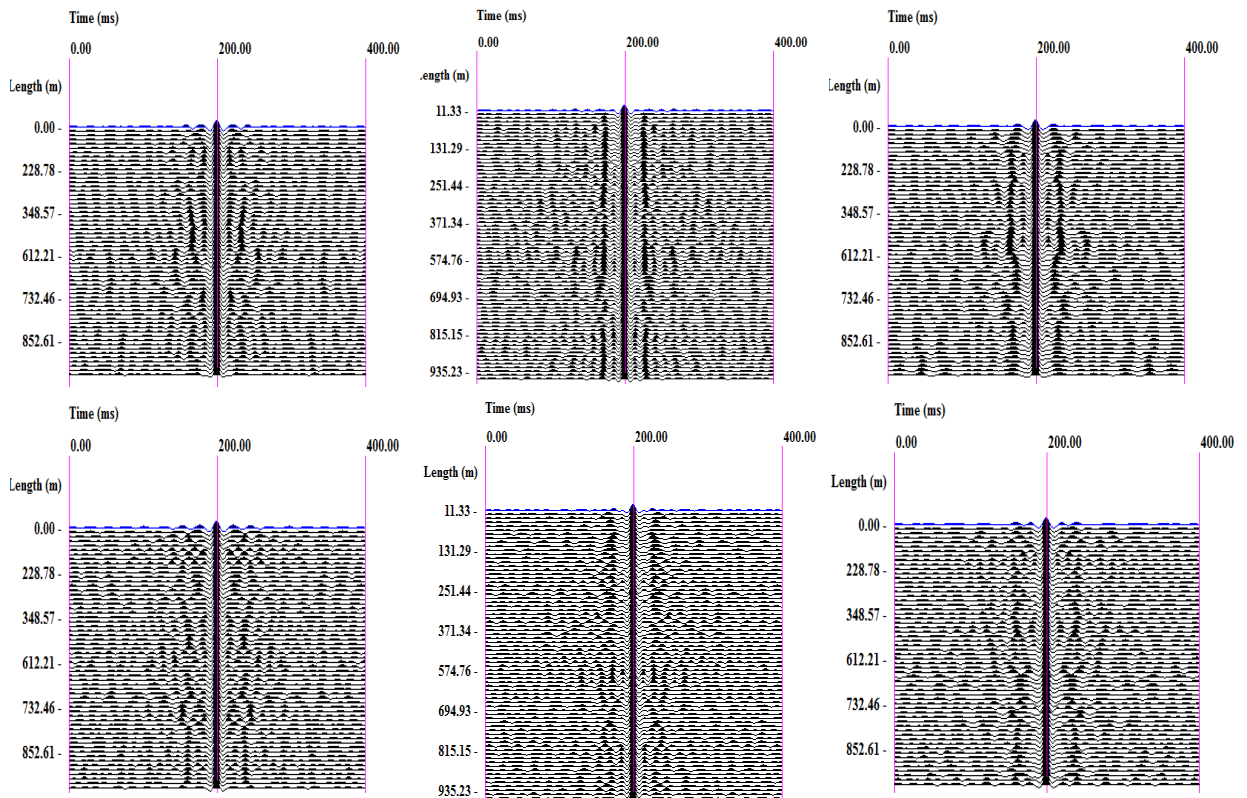 Time (ms)
0.00 200.00 400.00
Length (m)
0.00 -
228.78 -
348.57 -
612.21 -
732.46 -
852.61 -
Time (ms)
0.00 200.00 400.00
ength (m)
11.33 -
131.29 -
251.44 -
371.34 -
574.76 -
694.93 -
815.15 -
935.23 -
Time (ms)
0.00 200.00 400.00
Length (m)
0.00 -
228.78 -
348.57 -
612.21 -
732.46 -
852.61 -
Time (ms)
0.00 200.00 400.00
Length (m)
0.00 -
228.78 -
348.57 -
612.21 -
732.46 -
852.61 -
Time (ms)
0.00 200.00 400.00
Length (m)
11.33 -
131.29 -
251.44 -
371.34 -
574.76 -
694.93 -
815.15 -
935.23 -
Time (ms)
0.00 200.00 400.00
Length (m)
0.00 -
228.78 -
348.57 -
612.21 -
732.46 -
852.61 -